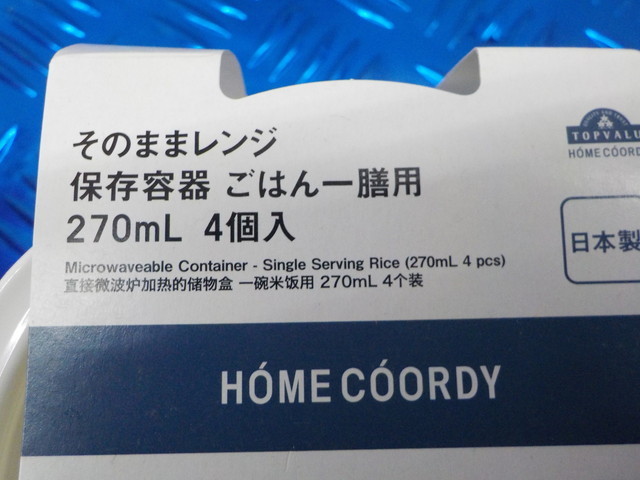 そのままレンジ
保存容器 ごはん一膳用
270mL 4個入
Microwaveable Container - Single Serving Rice (270mL 4 pcs)
直接微波炉加热的储物盒 一碗米饭用 270mL 4个装
TOPVALU
HÓME CÓORDY
日本製
HÓME CÓORDY